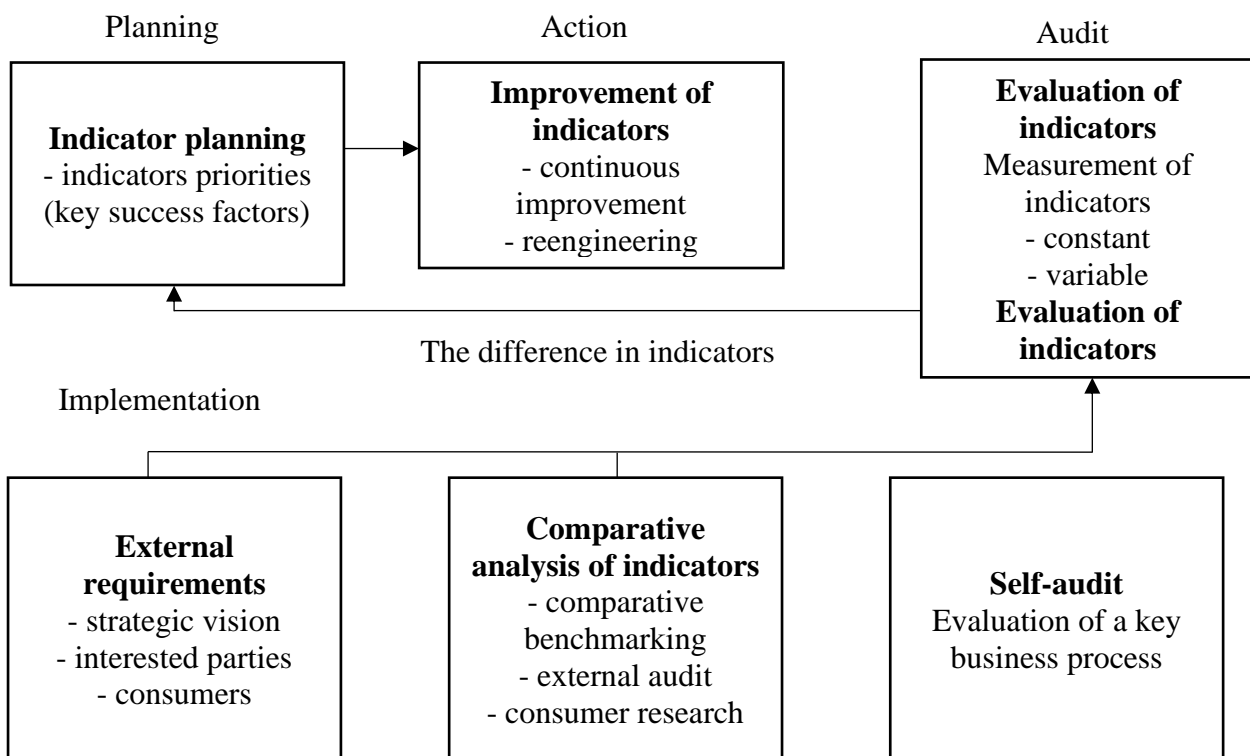 Planning
Action
Audit
Indicator planning
- indicators priorities
(key success factors)
Improvement of
indicators
- continuous
improvement
- reengineering
Evaluation of
indicators
Measurement of
indicators
- constant
- variable
Evaluation of
indicators
The difference in indicators
Implementation
External
requirements
- strategic vision
- interested parties
- consumers
Comparative
analysis of indicators
- comparative
benchmarking
- external audit
- consumer research
Self-audit
Evaluation of a key
business process